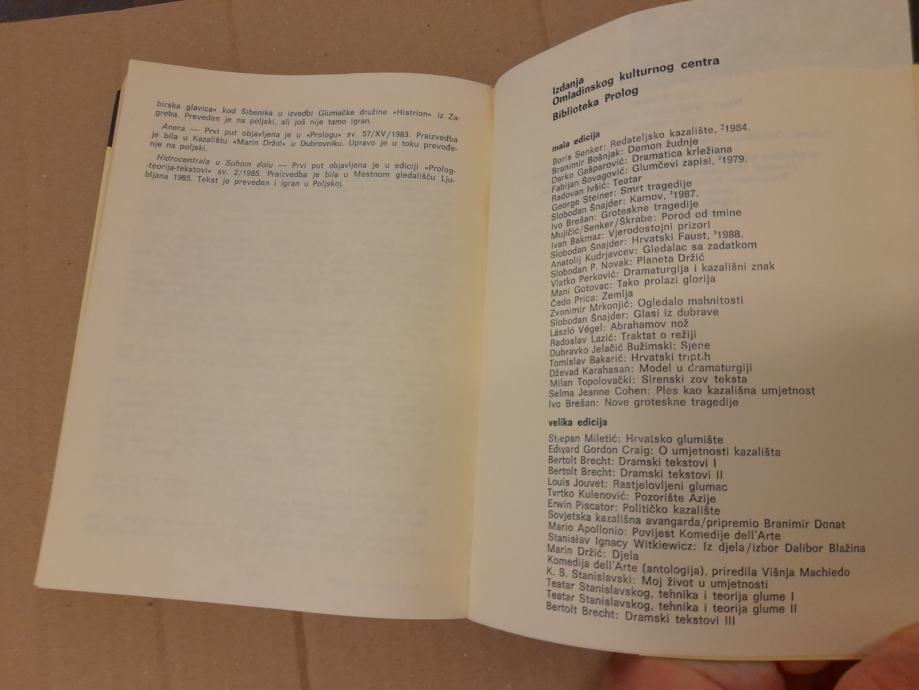 birska glavica« kod Šibenika u izvedbi Glumačke družine »Histrion« iz Za-
greba. Preveden je na poljski, ali još nije tamo igran.
Anera — Prvi put objavljena je u »Prologu« sv. 57/XV/1983. Praizvedba
je bila u Kazalištu »Marin Držić« u Dubrovniku. Upravo je u prevođe-
nje na poljski.
Hidrocentrala u Suhom dolu — Prvi put objavljena je u ediciji »Prolog-
-teorija-tekstovi« sv. 2/1985. Praizvedba je bila u Mestnom gledališču Lju-
bljana 1985. Tekst je preveden i igran u Poljskoj.
Izdanja
Omladinskog kulturnog centra
Biblioteka Prolog
mala edicija
Boris Senker: Redateljsko kazalište, ²1984.
Branimir Bošnjak: Demon žudnje
Darko Gašparović: Dramatica krležiana
Fabijan Šovagović: Glumčevi zapisi, ²1979.
Radovan Ivšić: Teatar
George Steiner: Smrt tragedije
Slobodan Šnajder: Kamov, ²1987.
Ivo Brešan: Groteskne tragedije
Mujičić/Senker/Škrabe: Porod od tmine
Ivan Bakmaz: Vjerodostojni prizori
Slobodan Šnajder: Hrvatski Faust, ³1988.
Anatolij Kudrjavcev: Gledalac sa zadatkom
Slobodan P. Novak: Planeta Držić
Vlatko Perković: Dramaturgija i kazališni znak
Mani Gotovac: Tako prolazi glorija
Čedo Prica: Zemlja
Zvonimir Mrkonjić: Ogledalo mahnitosti
Slobodan Šnajder: Glasi iz dubrave
László Végel: Abrahamov nož
Radoslav Lazić: Traktat o režiji
Dubravko Jelačić Bužimski: Sjene
Tomislav Bakarić: Hrvatski triptih
Dževad Karahasan: Model u dramaturgiji
Milan Topolovački: Sirenski zov teksta
Selma Jeanne Cohen: Ples kao kazališna umjetnost
Ivo Brešan: Nove groteskne tragedije
velika edicija
Stjepan Miletić: Hrvatsko glumište
Edward Gordon Craig: O umjetnosti kazališta
Bertolt Brecht: Dramski tekstovi I
Bertolt Brecht: Dramski tekstovi II
Louis Jouvet: Rastjelovljeni glumac
Tvrtko Kulenović: Pozorište Azije
Erwin Piscator: Političko kazalište
Sovjetska kazališna avangarda/pripremio Branimir Donat
Mario Apollonio: Povijest Komedije dell'Arte
Stanisław Ignacy Witkiewicz: Iz djela/izbor Dalibor Blažina
Marin Držić: Djela
Komedija dell'Arte (antologija), priredila Višnja Machiedo
K. S. Stanislavski: Moj život u umjetnosti
Teatar Stanislavskog, tehnika i teorija glume I
Teatar Stanislavskog, tehnika i teorija glume II
Bertolt Brecht: Dramski tekstovi III